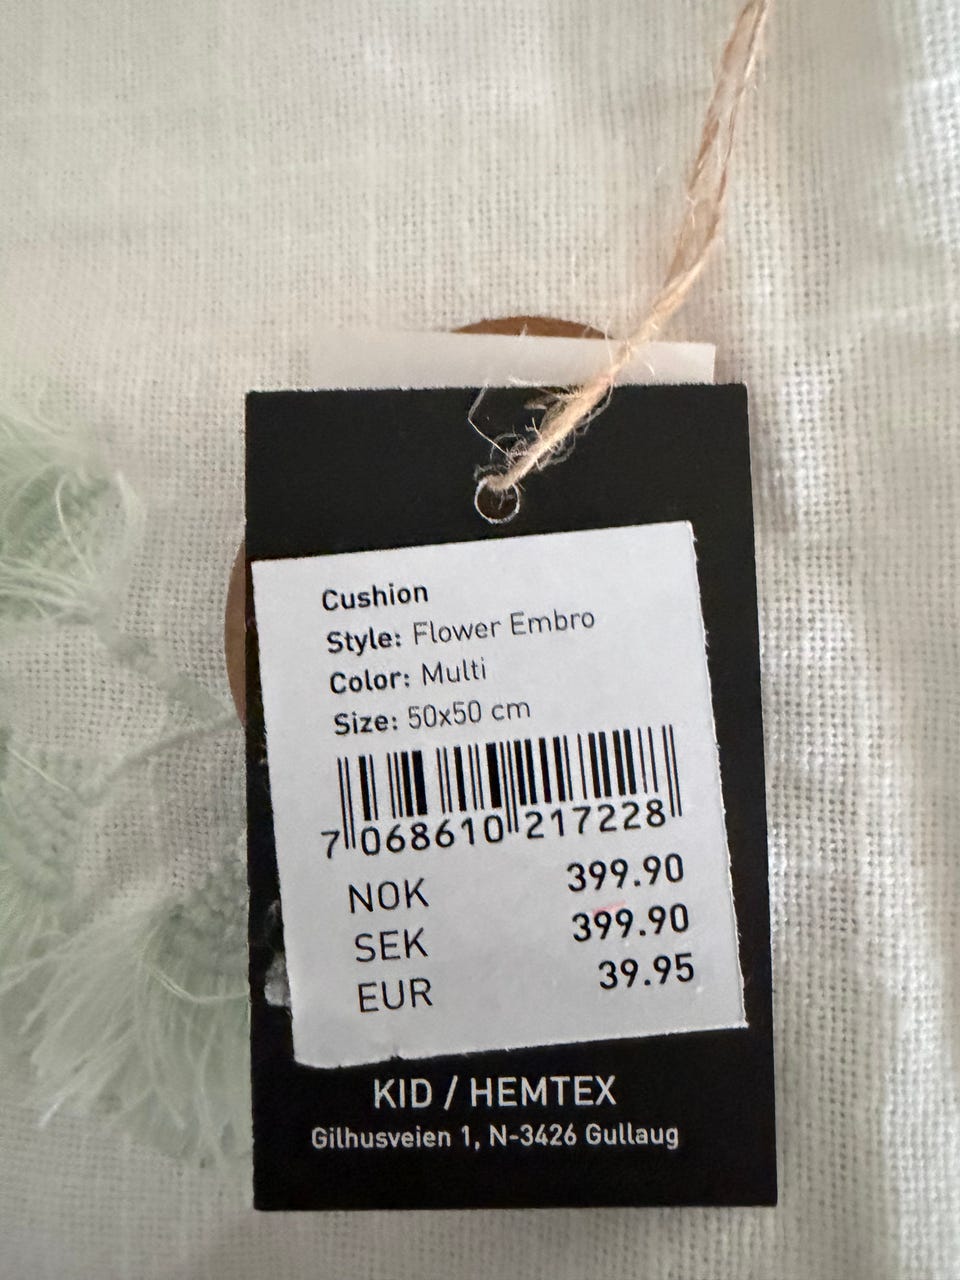 Cushion
Style: Flower Embro
Color: Multi
Size: 50x50 cm
7 068610 217228
NOK 399.90
SEK 399.90
EUR 39.95
KID / HEMTEX
Gilhusveien 1, N-3426 Gullaug